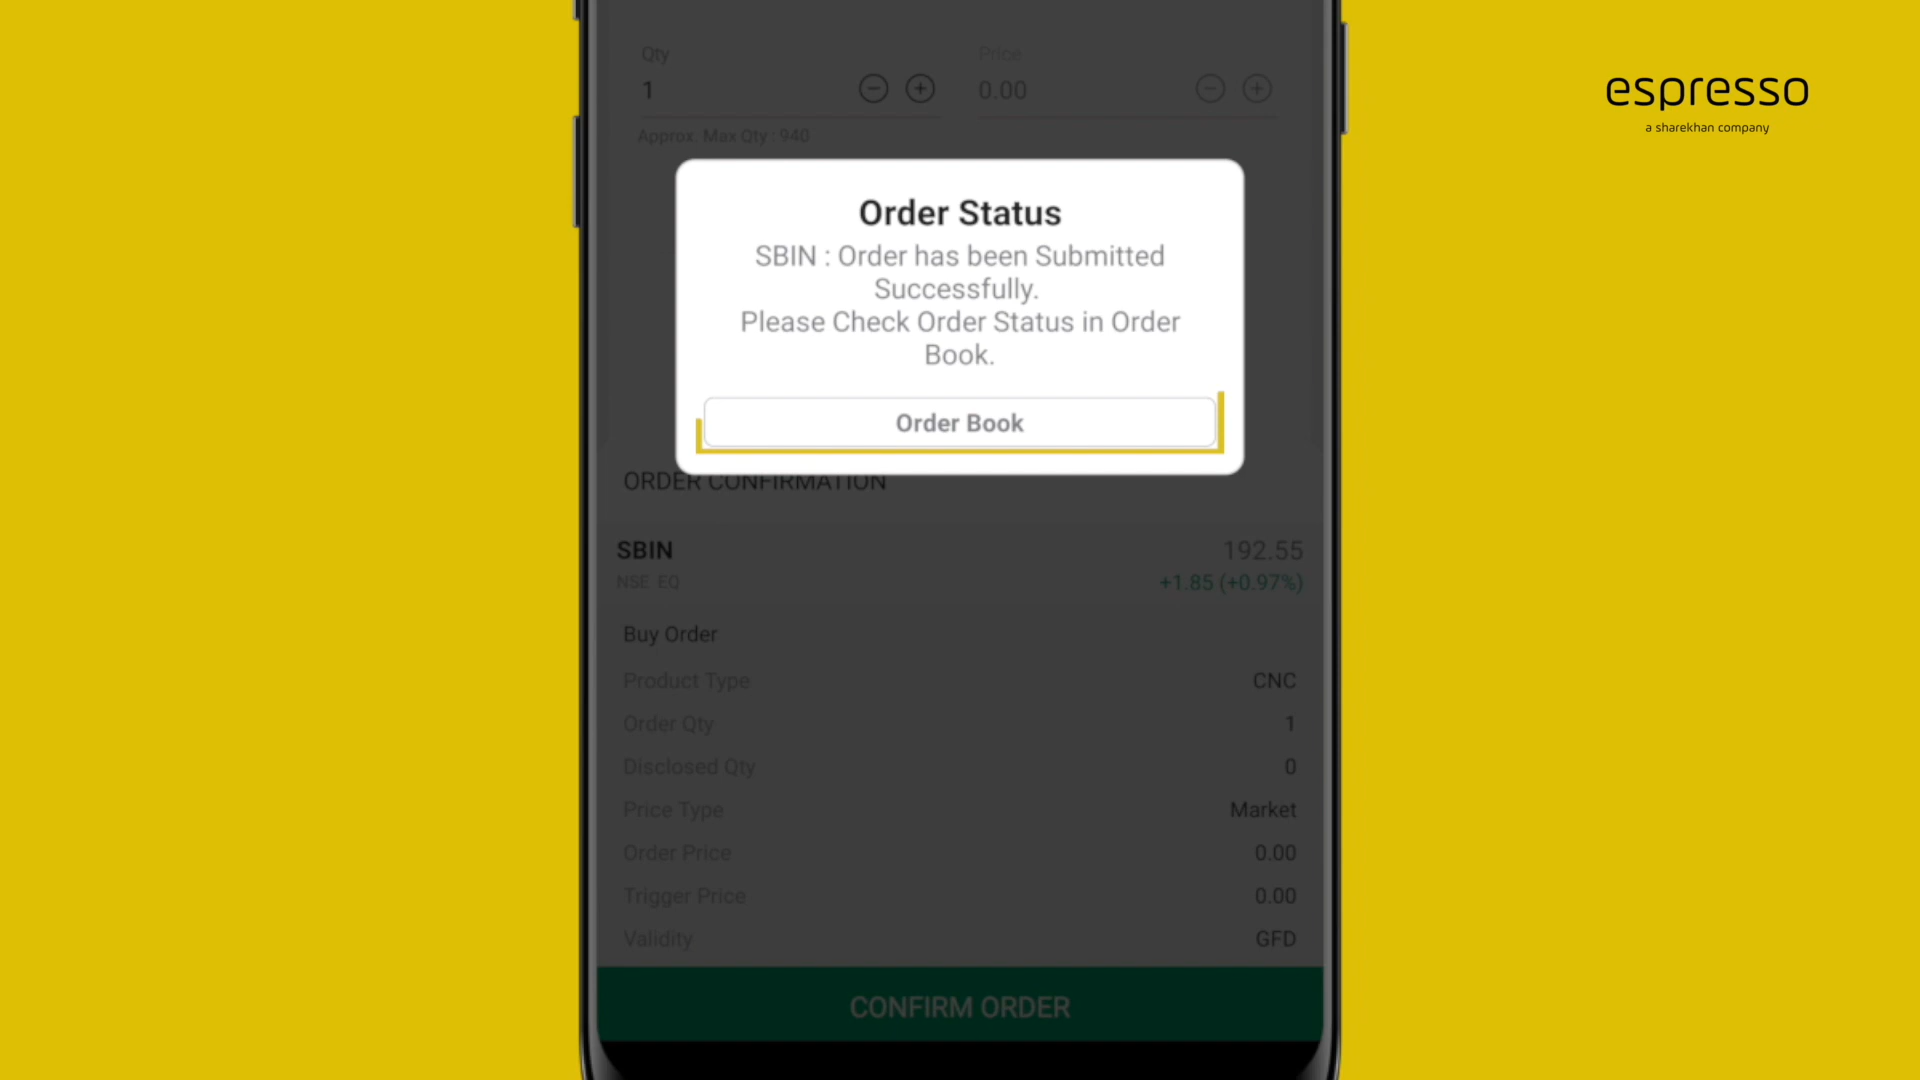 Qty
1
Price
0.00
Approx. Max Qty : 940
espresso
a sharekhan company
Order Status
SBIN : Order has been Submitted
Successfully.
Please Check Order Status in Order
Book.
Order Book
ORDER CONFIRMATION
SBIN
192.55
NSE EQ
+1.85 (+0.97%)
Buy Order
Product Type
CNC
Order Qty
1
Disclosed Qty
0
Price Type
Market
Order Price
0.00
Trigger Price
0.00
Validity
GFD
CONFIRM ORDER